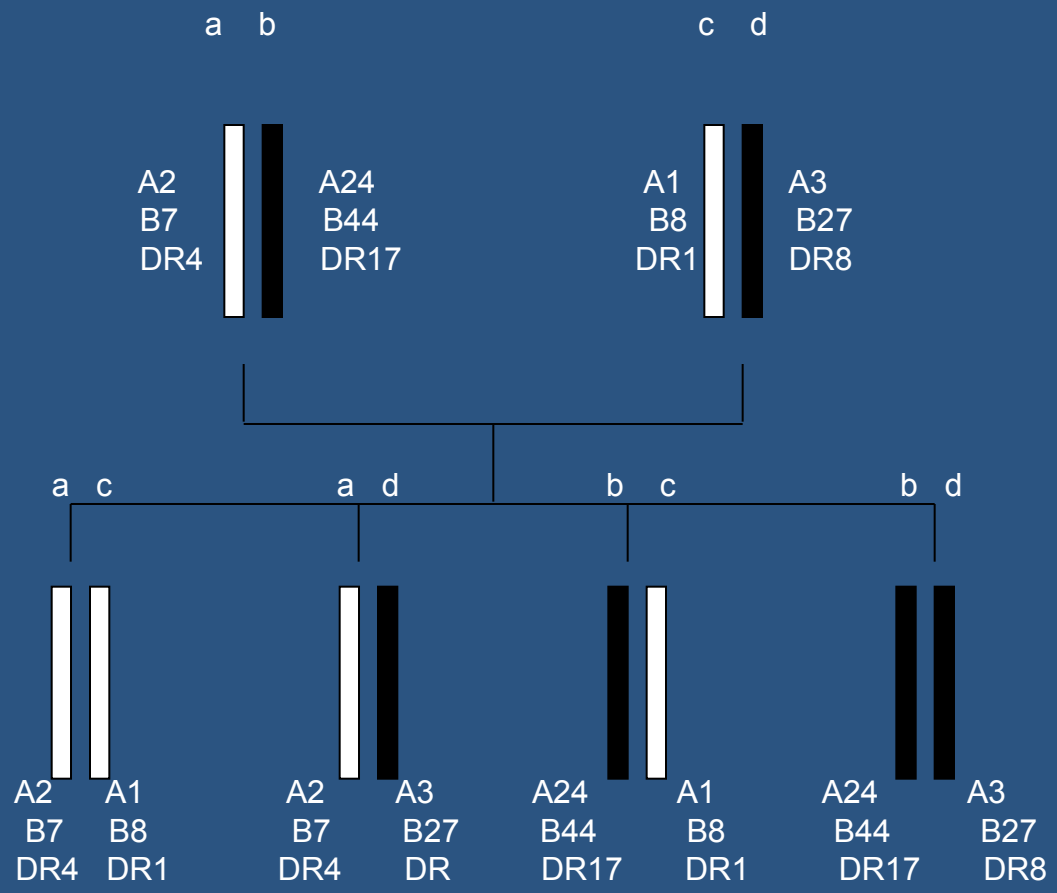 a b c d
A2 A24 A1 A3
B7 B44 B8 B27
DR4 DR17 DR1 DR8
a c a d b c b d
A2 A1 A2 A3 A24 A1 A24 A3
B7 B8 B7 B27 B44 B8 B44 B27
DR4 DR1 DR4 DR DR17 DR1 DR17 DR8